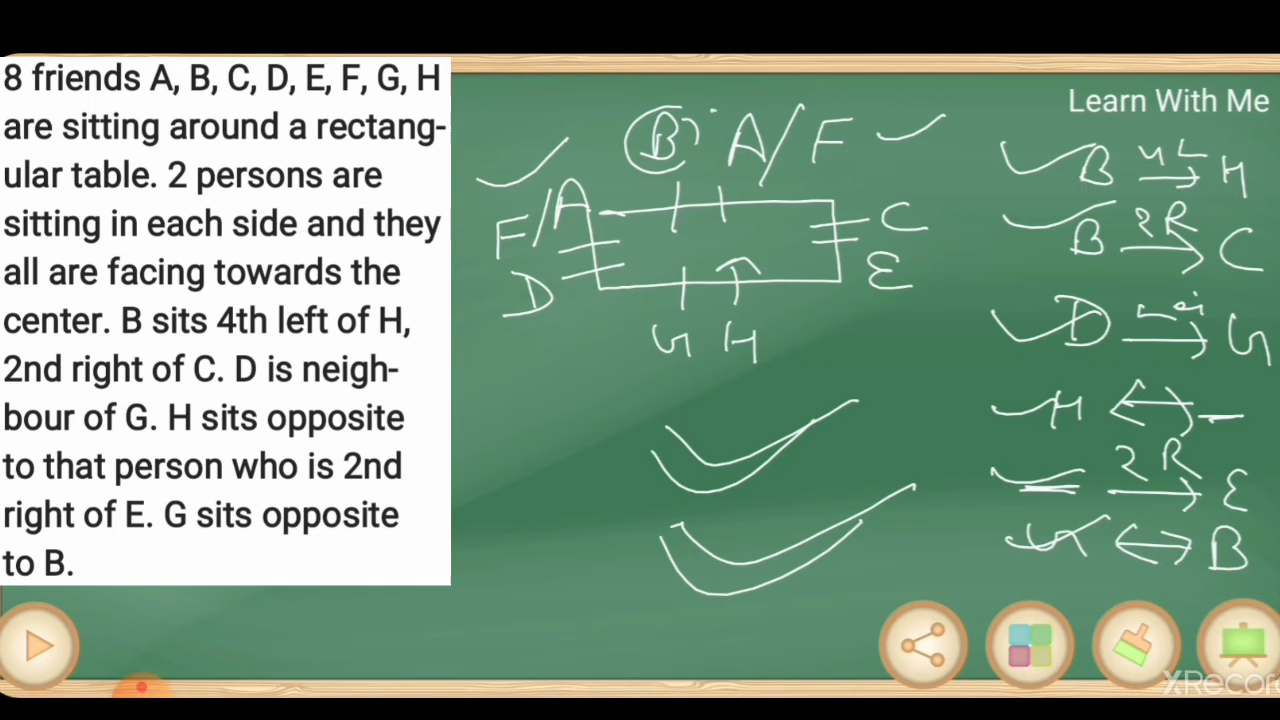 8 friends A, B, C, D, E, F, G, H
are sitting around a rectang-
ular table. 2 persons are
sitting in each side and they
all are facing towards the
center. B sits 4th left of H,
2nd right of C. D is neigh-
bour of G. H sits opposite
to that person who is 2nd
right of E. G sits opposite
to B.
Learn With Me
B A/F
F/A
C
D
E
G H
B 4L H
B 2R C
D G
H
2R E
B
XRecor